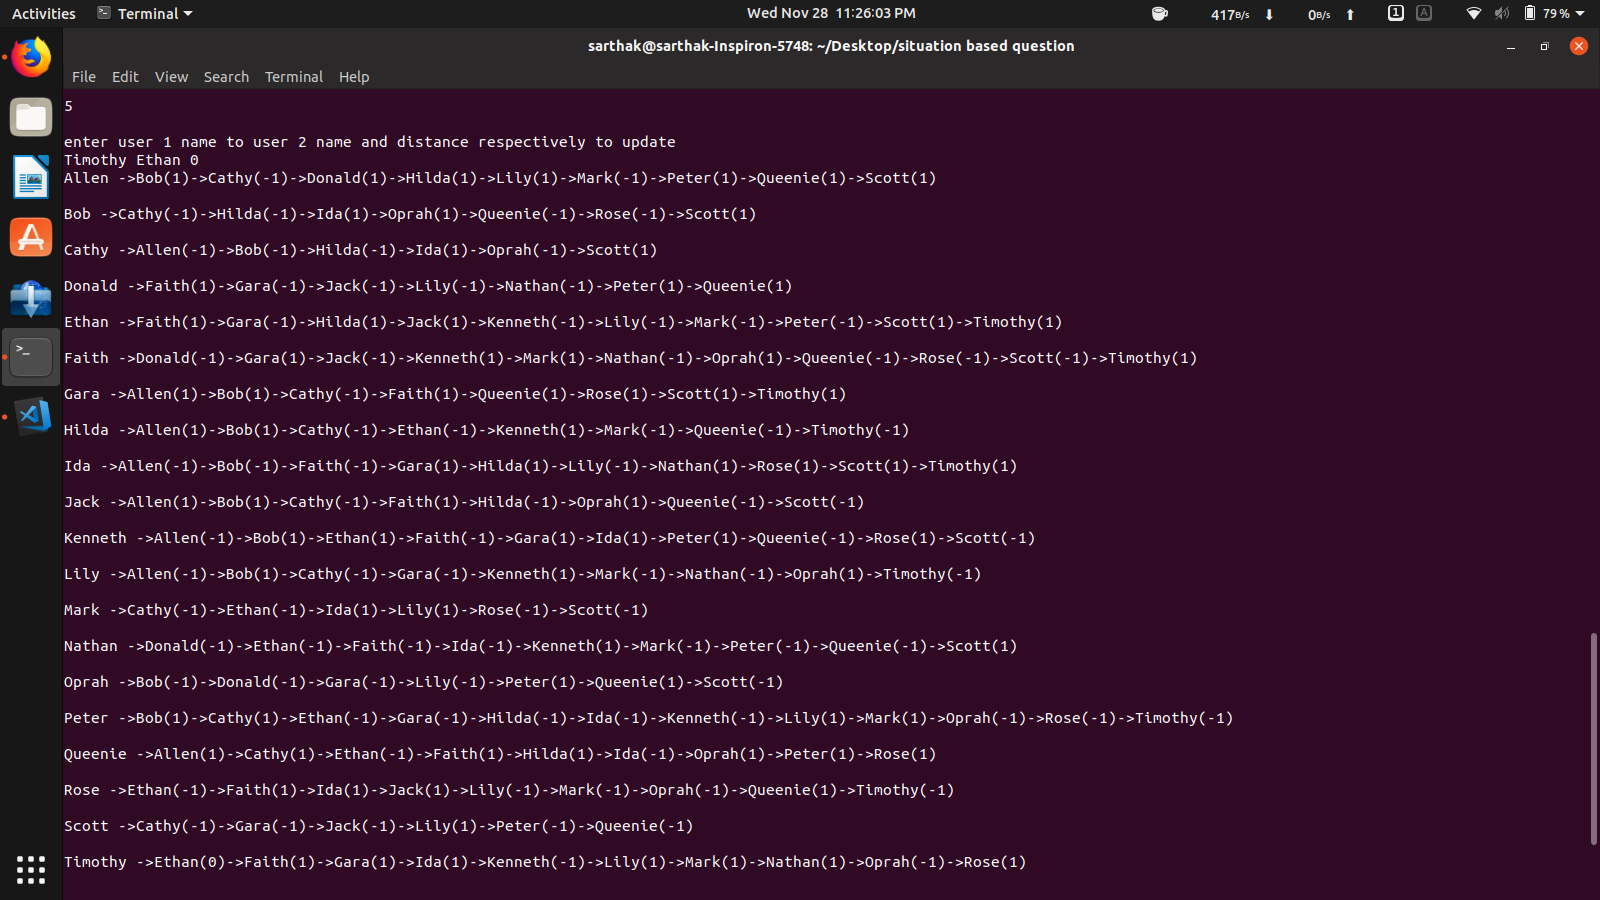 Activities Terminal Wed Nov 28 11:26:03 PM 417B/s 0B/s 1 A 79 %
sarthak@sarthak-Inspiron-5748: ~/Desktop/situation based question
File Edit View Search Terminal Help
5
enter user 1 name to user 2 name and distance respectively to update
Timothy Ethan 0
Allen ->Bob(1)->Cathy(-1)->Donald(1)->Hilda(1)->Lily(1)->Mark(-1)->Peter(1)->Queenie(1)->Scott(1)
Bob ->Cathy(-1)->Hilda(-1)->Ida(1)->Oprah(1)->Queenie(-1)->Rose(-1)->Scott(1)
Cathy ->Allen(-1)->Bob(-1)->Hilda(-1)->Ida(1)->Oprah(-1)->Scott(1)
Donald ->Faith(1)->Gara(-1)->Jack(-1)->Lily(-1)->Nathan(-1)->Peter(1)->Queenie(1)
Ethan ->Faith(1)->Gara(-1)->Hilda(1)->Jack(1)->Kenneth(-1)->Lily(-1)->Mark(-1)->Peter(-1)->Scott(1)->Timothy(1)
Faith ->Donald(-1)->Gara(1)->Jack(-1)->Kenneth(1)->Mark(1)->Nathan(-1)->Oprah(1)->Queenie(-1)->Rose(-1)->Scott(-1)->Timothy(1)
Gara ->Allen(1)->Bob(1)->Cathy(-1)->Faith(1)->Queenie(1)->Rose(1)->Scott(1)->Timothy(1)
Hilda ->Allen(1)->Bob(1)->Cathy(-1)->Ethan(-1)->Kenneth(1)->Mark(-1)->Queenie(-1)->Timothy(-1)
Ida ->Allen(-1)->Bob(-1)->Faith(-1)->Gara(1)->Hilda(1)->Lily(-1)->Nathan(1)->Rose(1)->Scott(1)->Timothy(1)
Jack ->Allen(1)->Bob(1)->Cathy(-1)->Faith(1)->Hilda(-1)->Oprah(1)->Queenie(-1)->Scott(-1)
Kenneth ->Allen(-1)->Bob(1)->Ethan(1)->Faith(-1)->Gara(1)->Ida(1)->Peter(1)->Queenie(-1)->Rose(1)->Scott(-1)
Lily ->Allen(-1)->Bob(1)->Cathy(-1)->Gara(-1)->Kenneth(1)->Mark(-1)->Nathan(-1)->Oprah(1)->Timothy(-1)
Mark ->Cathy(-1)->Ethan(-1)->Ida(1)->Lily(1)->Rose(-1)->Scott(-1)
Nathan ->Donald(-1)->Ethan(-1)->Faith(-1)->Ida(-1)->Kenneth(1)->Mark(-1)->Peter(-1)->Queenie(-1)->Scott(1)
Oprah ->Bob(-1)->Donald(-1)->Gara(-1)->Lily(-1)->Peter(1)->Queenie(1)->Scott(-1)
Peter ->Bob(1)->Cathy(1)->Ethan(-1)->Gara(-1)->Hilda(-1)->Ida(-1)->Kenneth(-1)->Lily(1)->Mark(1)->Oprah(-1)->Rose(-1)->Timothy(-1)
Queenie ->Allen(1)->Cathy(1)->Ethan(-1)->Faith(1)->Hilda(1)->Ida(-1)->Oprah(1)->Peter(1)->Rose(1)
Rose ->Ethan(-1)->Faith(1)->Ida(1)->Jack(1)->Lily(-1)->Mark(-1)->Oprah(-1)->Queenie(1)->Timothy(-1)
Scott ->Cathy(-1)->Gara(-1)->Jack(-1)->Lily(1)->Peter(-1)->Queenie(-1)
Timothy ->Ethan(0)->Faith(1)->Gara(1)->Ida(1)->Kenneth(-1)->Lily(1)->Mark(1)->Nathan(1)->Oprah(-1)->Rose(1)